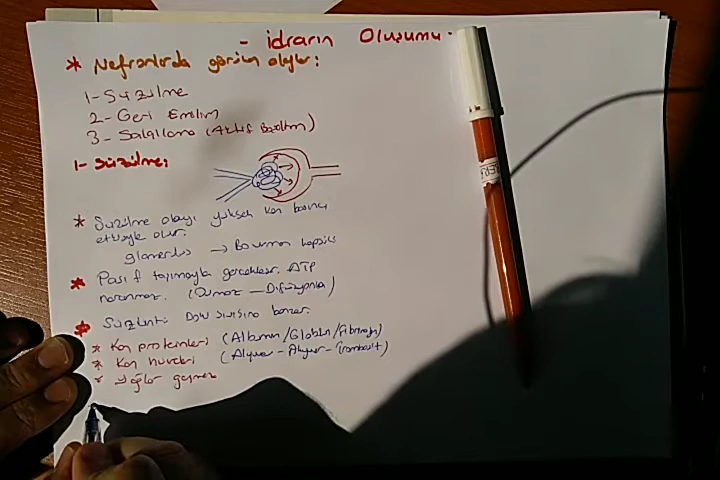 - idrarın Oluşumu.
* Nefronlarda görülen olaylar:
1- Süzülme
2- Geri Emilim
3- Salgılama (Aktif Boşaltım)
1- Süzülme:
* Süzülme olayı yüksek kan basıncı
etkisiyle olur.
glomerulus → Bowman kapsülü
* Pasif taşımayla gerçekleşir. ATP
harcanmaz. (Osmoz - Difüzyonla)
* Süzüntü: Doku sıvısına benzer.
* Kan proteinleri (Albumin/Globlin/Fibrinojen)
* Kan hücreleri (Alyuvar - Akyuvar - Trombosit)
* Yağlar geçmez